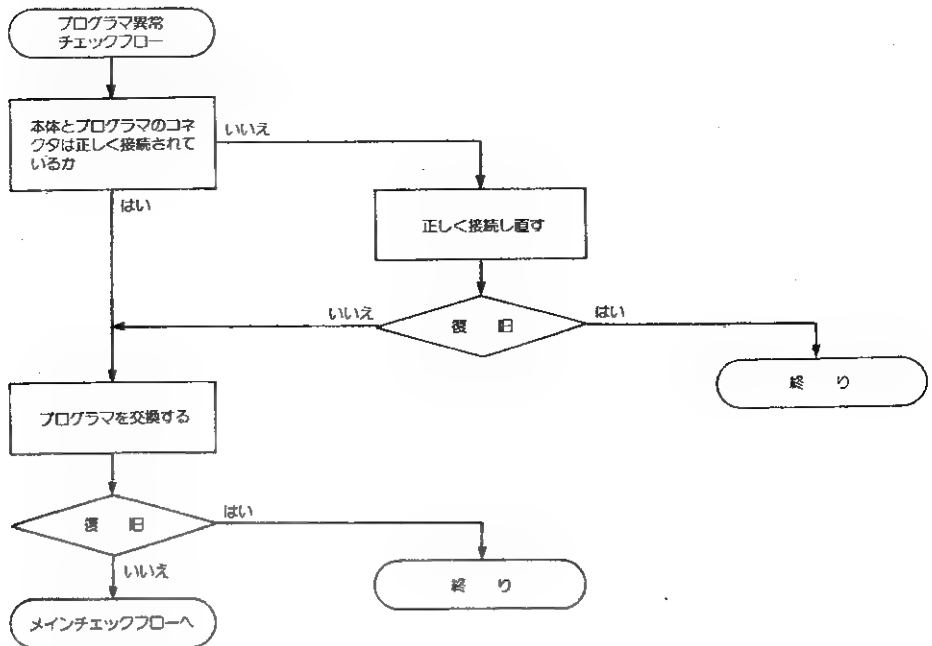 プログラマ異常
チェックフロー
本体とプログラマのコネ
クタは正しく接続されて
いるか
いいえ
はい
正しく接続し直す
復 旧
いいえ
はい
終 り
プログラマを交換する
復 旧
はい
いいえ
終 り
メインチェックフローへ